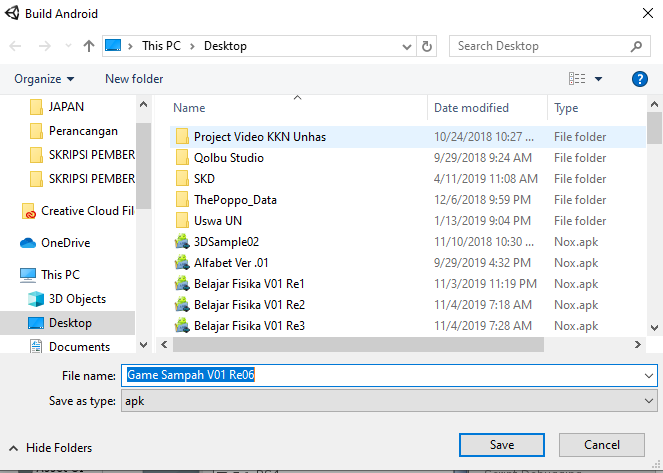 Build Android
This PC > Desktop
Search Desktop
Organize
New folder
JAPAN
Perancangan
SKRIPSI PEMBER
SKRIPSI PEMBER
Creative Cloud Fil
OneDrive
This PC
3D Objects
Desktop
Documents
Name Date modified Type
Project Video KKN Unhas 10/24/2018 10:27 ... File folder
Qolbu Studio 9/29/2018 9:24 AM File folder
SKD 4/11/2019 11:08 AM File folder
ThePoppo_Data 12/6/2018 9:59 PM File folder
Uswa UN 1/13/2019 9:04 PM File folder
3DSample02 11/10/2018 10:30 ... Nox.apk
Alfabet Ver .01 9/29/2019 4:32 PM Nox.apk
Belajar Fisika V01 Re1 11/3/2019 11:19 PM Nox.apk
Belajar Fisika V01 Re2 11/4/2019 7:18 AM Nox.apk
Belajar Fisika V01 Re3 11/4/2019 7:28 AM Nox.apk
File name: Game Sampah V01 Re06
Save as type: apk
Hide Folders
Save
Cancel